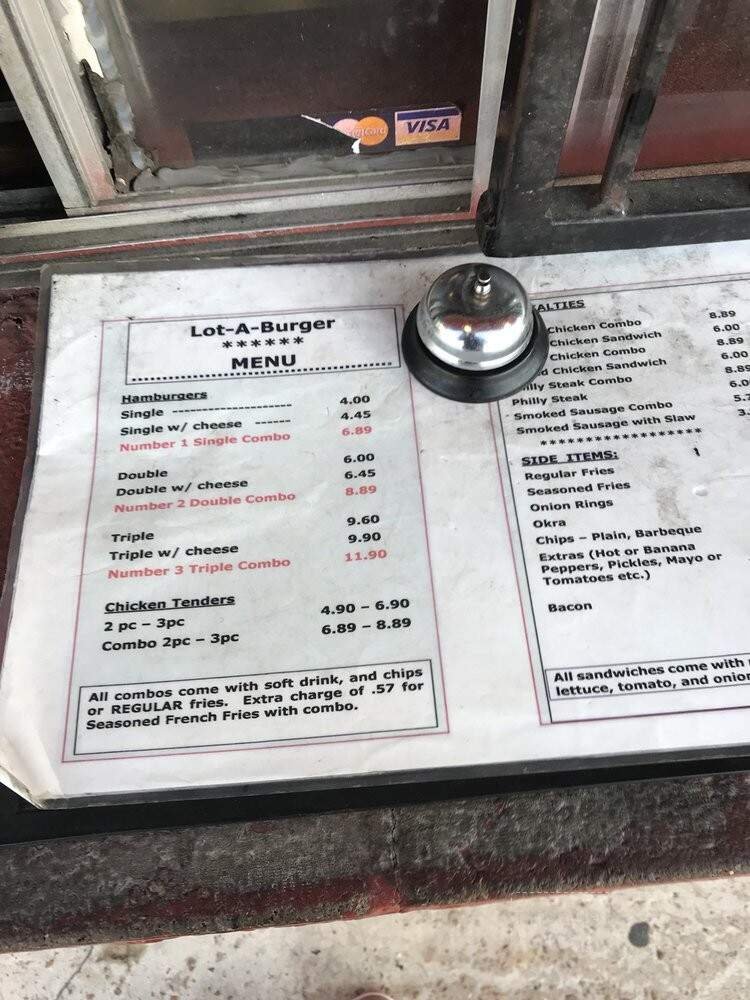 VISA
Lot-A-Burger
******
MENU
Hamburgers
Single -------------------- 4.00
Single w/ cheese ------ 4.45
Number 1 Single Combo 6.89
Double 6.00
Double w/ cheese 6.45
Number 2 Double Combo 8.89
Triple 9.60
Triple w/ cheese 9.90
Number 3 Triple Combo 11.90
Chicken Tenders
2 pc – 3pc 4.90 – 6.90
Combo 2pc – 3pc 6.89 – 8.89
All combos come with soft drink, and chips
or REGULAR fries. Extra charge of .57 for
Seasoned French Fries with combo.
ALTIES
Chicken Combo 8.89
Chicken Sandwich 6.00
Chicken Combo 8.89
Chicken Sandwich 6.00
Philly Steak Combo 8.89
Philly Steak
Smoked Sausage Combo
Smoked Sausage with Slaw
******************
SIDE ITEMS:
Regular Fries
Seasoned Fries
Onion Rings
Okra
Chips – Plain, Barbeque
Extras (Hot or Banana
Peppers, Pickles, Mayo or
Tomatoes etc.)
Bacon
All sandwiches come with
lettuce, tomato, and onion